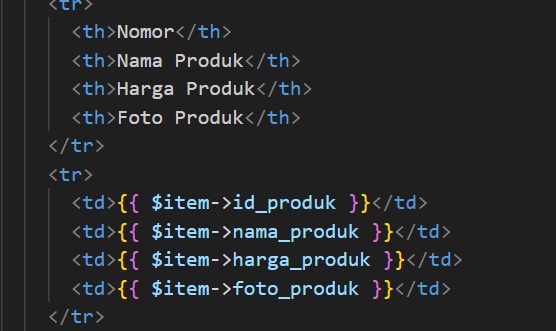 <tr>
<th>Nomor</th>
<th>Nama Produk</th>
<th>Harga Produk</th>
<th>Foto Produk</th>
</tr>
<tr>
<td>{{ $item->id_produk }}</td>
<td>{{ $item->nama_produk }}</td>
<td>{{ $item->harga_produk }}</td>
<td>{{ $item->foto_produk }}</td>
</tr>